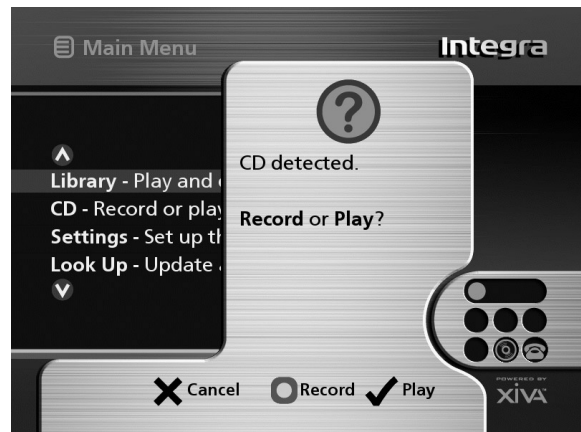 Main Menu
Integra
CD detected.
Record or Play?
Library - Play and
CD - Record or play
Settings - Set up th
Look Up - Update
Cancel
Record
Play
POWERED BY
XiVA